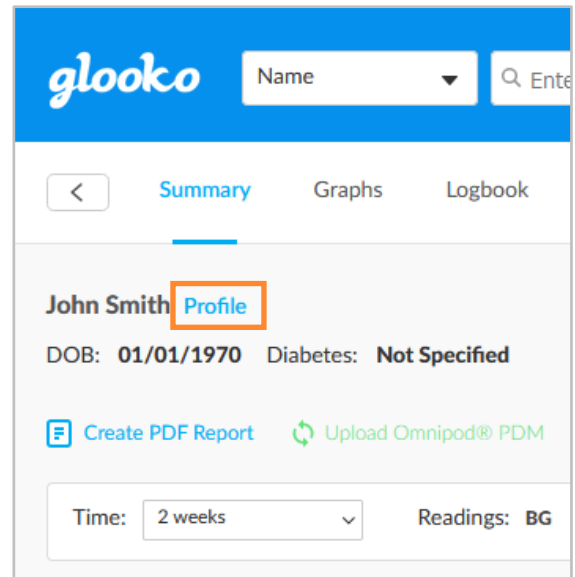 glooko Name Ente
< Summary Graphs Logbook
John Smith Profile
DOB: 01/01/1970 Diabetes: Not Specified
Create PDF Report Upload Omnipod® PDM
Time: 2 weeks Readings: BG